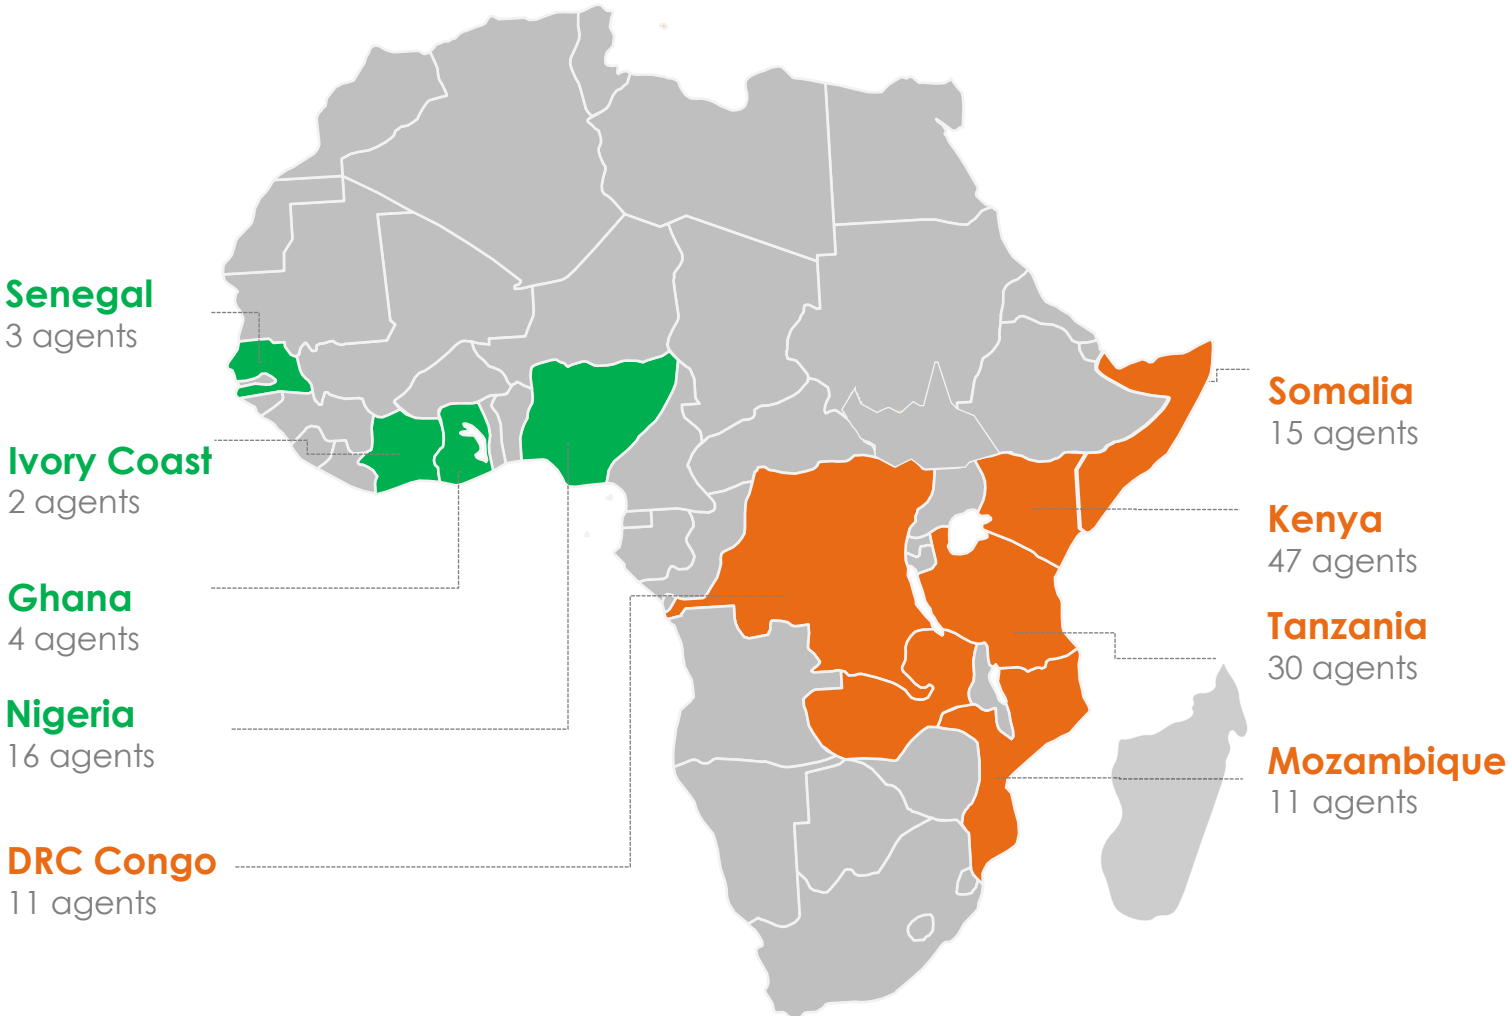 Senegal
3 agents
Ivory Coast
2 agents
Ghana
4 agents
Nigeria
16 agents
DRC Congo
11 agents
Somalia
15 agents
Kenya
47 agents
Tanzania
30 agents
Mozambique
11 agents